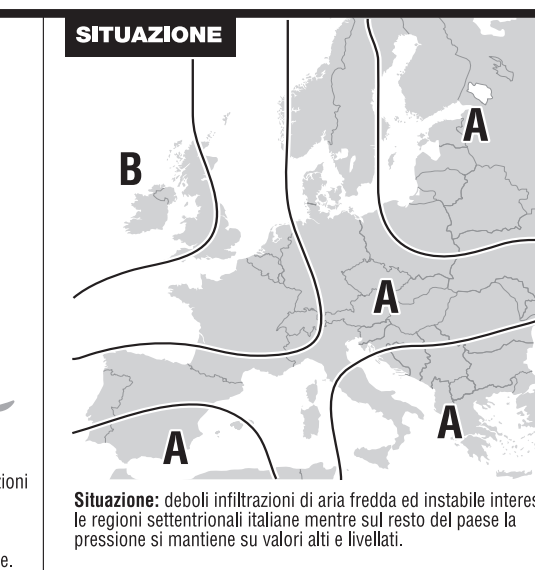 SITUAZIONE
B
A
A
A
A
zioni
e.
Situazione: deboli infiltrazioni di aria fredda ed instabile interes
le regioni settentrionali italiane mentre sul resto del paese la
pressione si mantiene su valori alti e livellati.